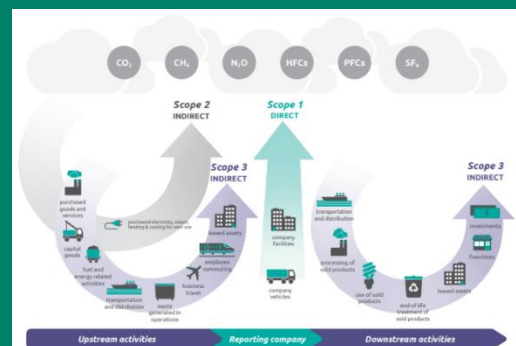 CO₂
CH₄
N₂O
HFCs
PFCs
SF₆
Scope 2
INDIRECT
Scope 1
DIRECT
Scope 3
INDIRECT
Scope 3
INDIRECT
purchased
goods and
services
capital
goods
fuel and
energy related
activities
purchased electricity, steam,
heating & cooling for own use
transportation
and distribution
waste
generated in
operations
business
travel
employee
commuting
leased assets
company
facilities
company
vehicles
transportation
and distribution
processing of
sold products
use of sold
products
end-of-life
treatment of
sold products
leased assets
franchises
investments
Upstream activities
Reporting company
Downstream activities